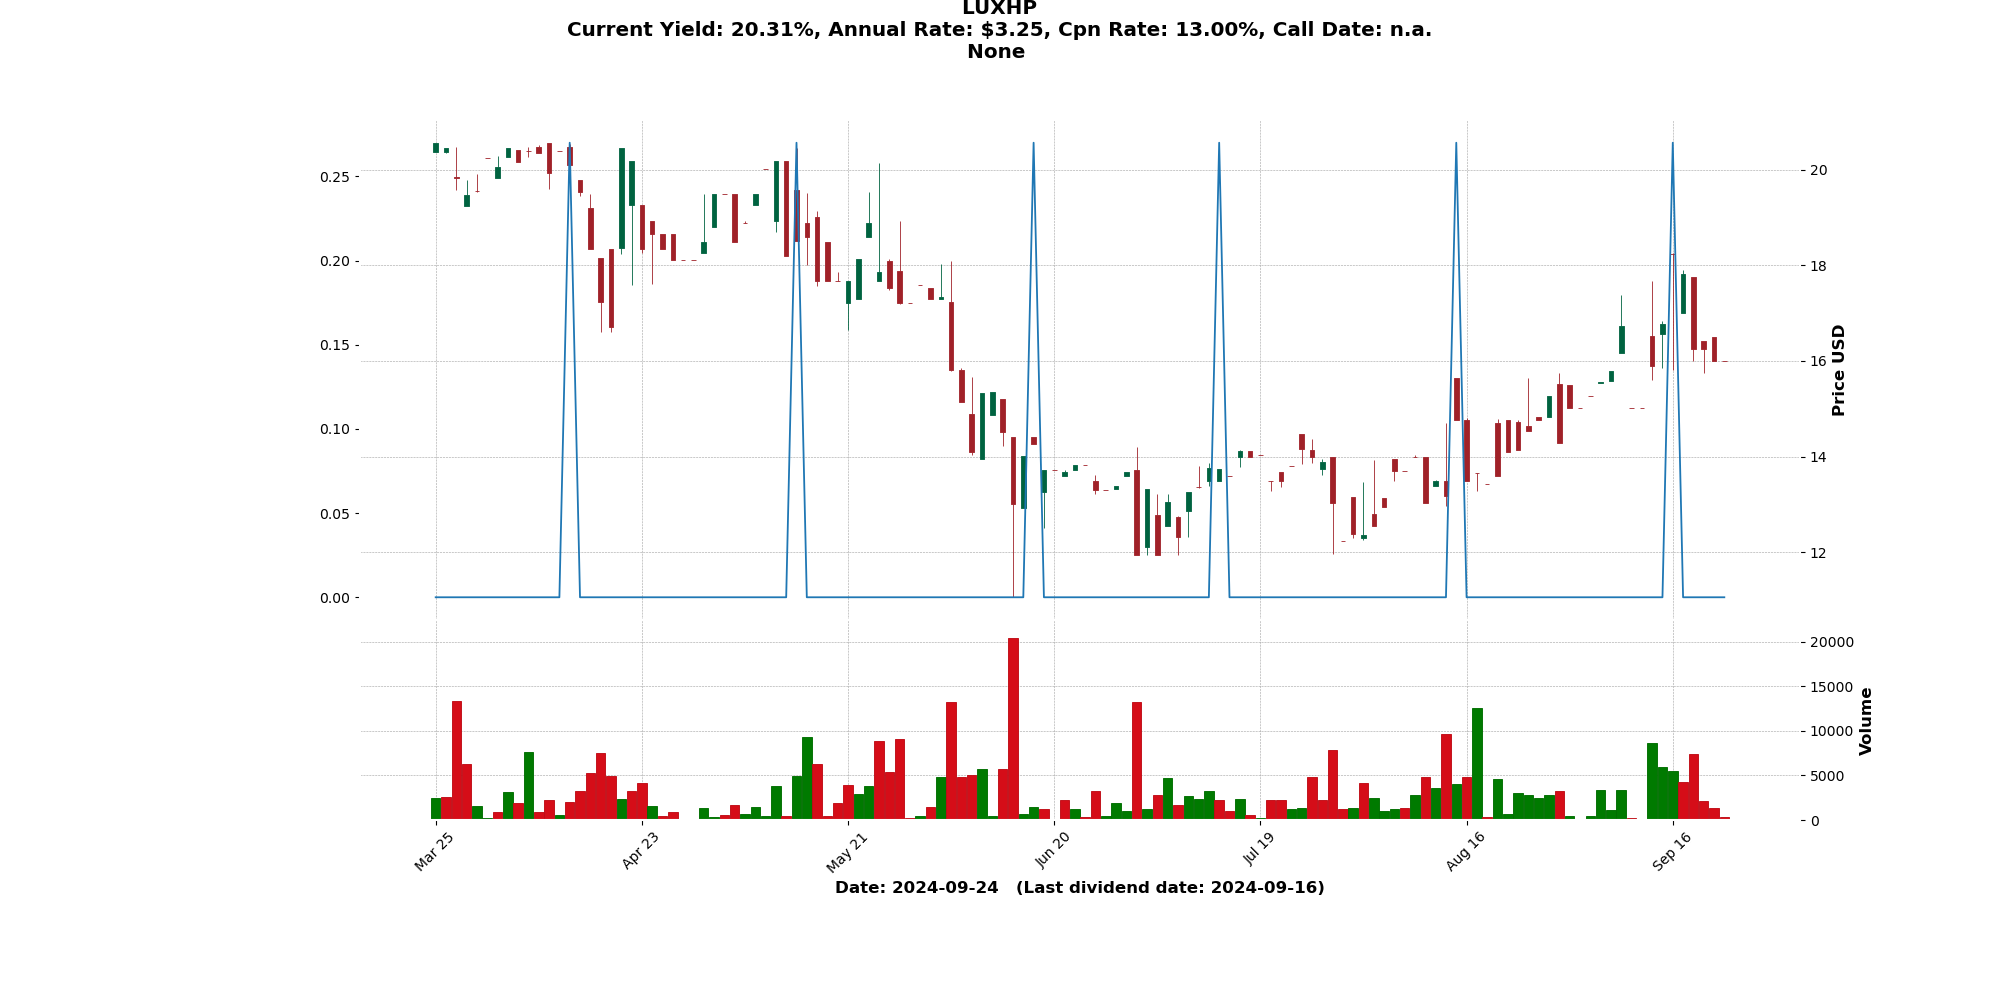 LUXHP
Current Yield: 20.31%, Annual Rate: $3.25, Cpn Rate: 13.00%, Call Date: n.a.
None
0.25
0.20
0.15
0.10
0.05
0.00
20
18
16
14
12
Price USD
20000
15000
10000
5000
0
Volume
Mar 25
Apr 23
May 21
Jun 20
Jul 19
Aug 16
Sep 16
Date: 2024-09-24   (Last dividend date: 2024-09-16)